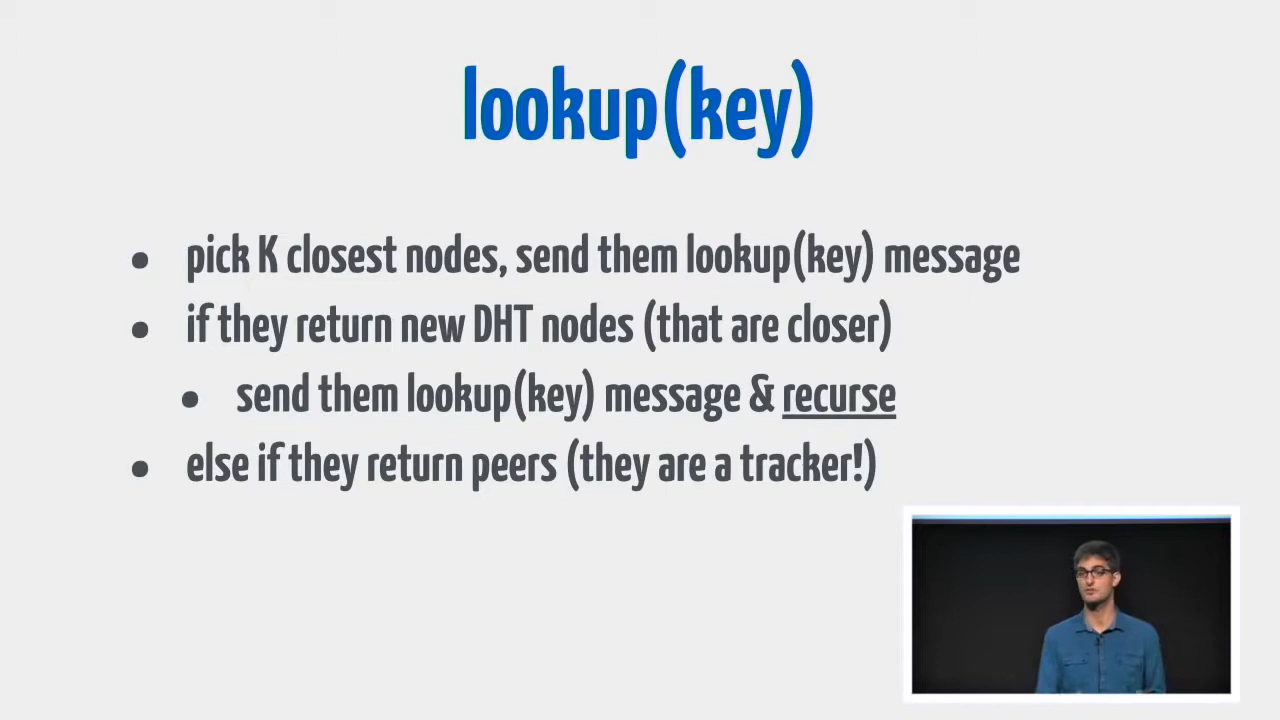 lookup(key)
pick K closest nodes, send them lookup(key) message
if they return new DHT nodes (that are closer)
send them lookup(key) message & recurse
else if they return peers (they are a tracker!)